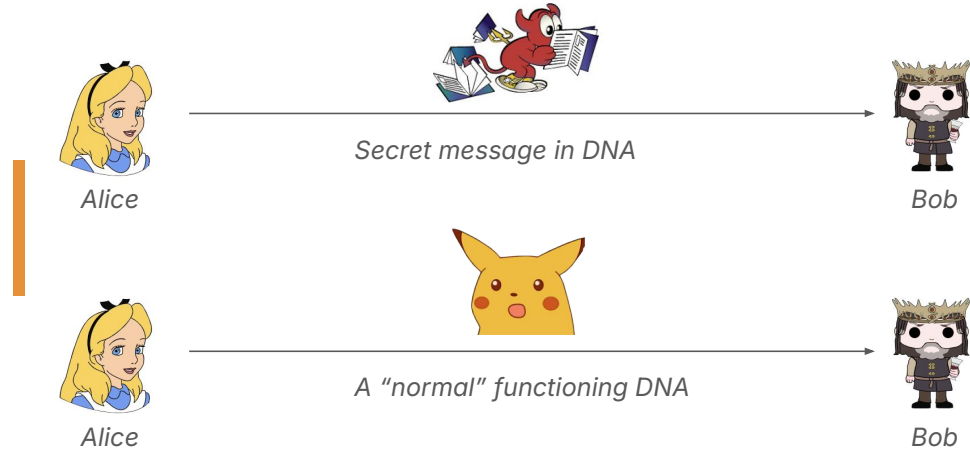 Secret message in DNA
Alice
Bob
A “normal” functioning DNA
Alice
Bob